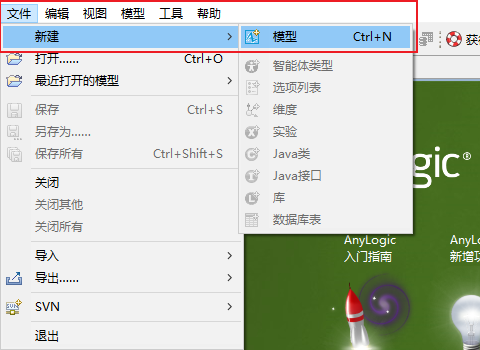 文件 编辑 视图 模型 工具 帮助
新建
模型 Ctrl+N
获
打开...... Ctrl+O
最近打开的模型
保存 Ctrl+S
另存为......
保存所有 Ctrl+Shift+S
关闭
关闭其他
关闭所有
导入
导出......
SVN
退出
智能体类型
选项列表
维度
实验
Java类
Java接口
库
数据库表
gic®
AnyLogic
入门指南
AnyLo
新增项